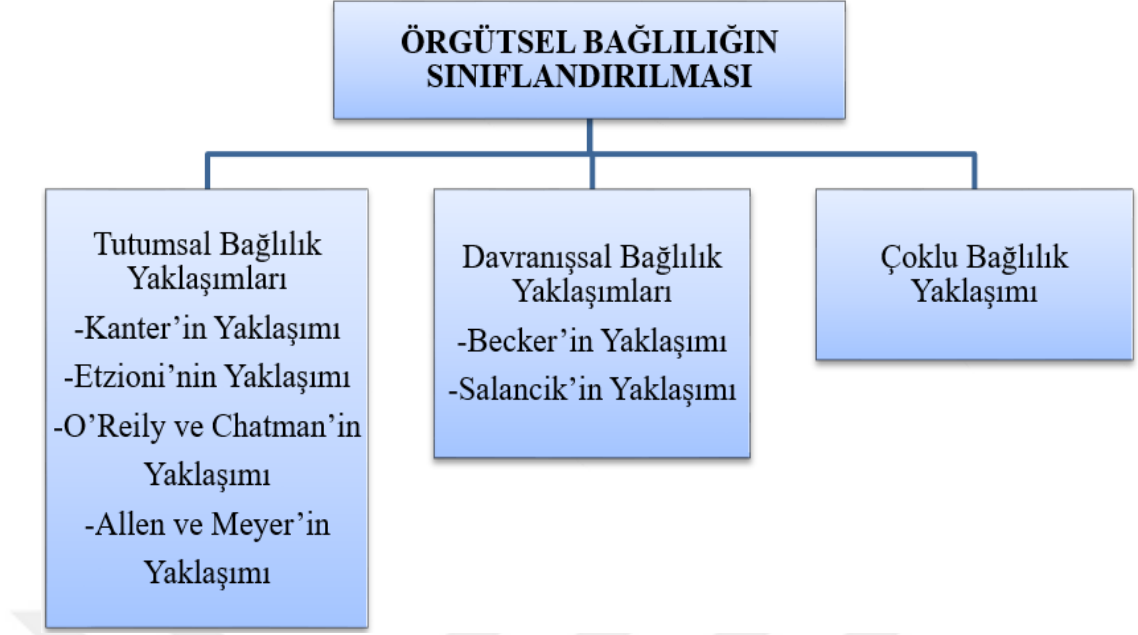 ÖRGÜTSEL BAĞLILIĞIN
SINIFLANDIRILMASI
Tutumsal Bağlılık
Yaklaşımları
-Kanter’in Yaklaşımı
-Etzioni’nin Yaklaşımı
-O’Reily ve Chatman’in
Yaklaşımı
-Allen ve Meyer’in
Yaklaşımı
Davranışsal Bağlılık
Yaklaşımları
-Becker’in Yaklaşımı
-Salancik’in Yaklaşımı
Çoklu Bağlılık
Yaklaşımı